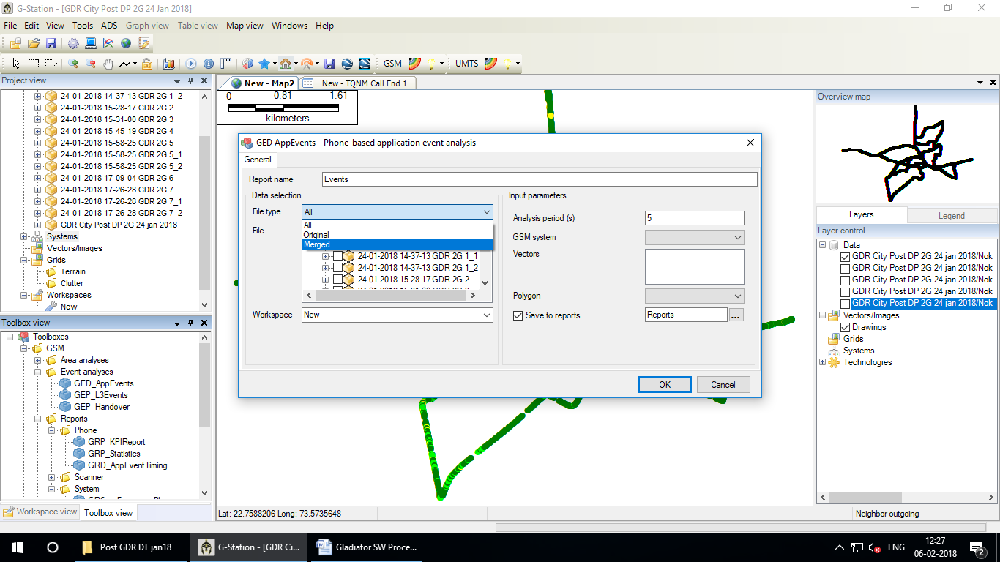 G-Station - [GDR City Post DP 2G 24 Jan 2018]
File Edit View Tools ADS Graph view Table view Map view Windows Help
GSM UMTS
Project view
24-01-2018 14-37-13 GDR 2G 1_2
24-01-2018 15-28-17 GDR 2G 2
24-01-2018 15-31-00 GDR 2G 3
24-01-2018 15-45-19 GDR 2G 4
24-01-2018 15-58-25 GDR 2G 5
24-01-2018 15-58-25 GDR 2G 5_1
24-01-2018 15-58-25 GDR 2G 5_2
24-01-2018 17-09-04 GDR 2G 6
24-01-2018 17-26-28 GDR 2G 7
24-01-2018 17-26-28 GDR 2G 7_1
24-01-2018 17-26-28 GDR 2G 7_2
GDR City Post DP 2G 24 jan 2018
Systems
Vectors/Images
Grids
Terrain
Clutter
Workspaces
New
Toolbox view
Toolboxes
GSM
Area analyses
Event analyses
GED_AppEvents
GEP_L3Events
GEP_Handover
Reports
Phone
GRP_KPIReport
GRP_Statistics
GRD_AppEventTiming
Scanner
System
Workspace view Toolbox view
New - Map2 New - TQNM Call End 1
0 0.81 1.61
kilometers
GED AppEvents - Phone-based application event analysis
General
Report name Events
Data selection
File type All
All
Original
Merged
File
24-01-2018 14-37-13 GDR 2G 1_1
24-01-2018 14-37-13 GDR 2G 1_2
24-01-2018 15-28-17 GDR 2G 2
Workspace New
Input parameters
Analysis period (s) 5
GSM system
Vectors
Polygon
Save to reports Reports ...
OK Cancel
Lat: 22.7588206 Long: 73.5735648
Overview map
Layers Legend
Layer control
Data
GDR City Post DP 2G 24 jan 2018/Nok
GDR City Post DP 2G 24 jan 2018/Nok
GDR City Post DP 2G 24 jan 2018/Nok
GDR City Post DP 2G 24 jan 2018/Nok
GDR City Post DP 2G 24 jan 2018/Nok
Vectors/Images
Drawings
Grids
Systems
Technologies
Neighbor outgoing
Post GDR DT jan18
G-Station - [GDR Ci...
Gladiator SW Proce...
ENG
12:27
06-02-2018
2